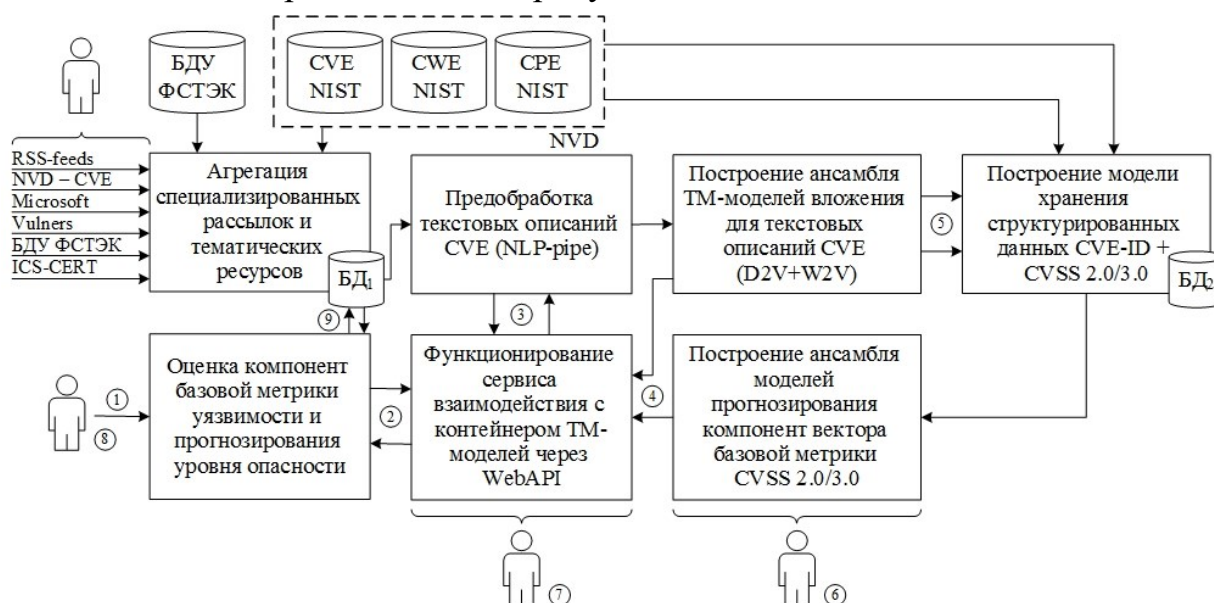 БДУ
ФСТЭК
CVE
NIST
CWE
NIST
CPE
NIST
NVD
RSS-feeds
NVD – CVE
Microsoft
Vulners
БДУ ФСТЭК
ICS-CERT
Агрегация
специализированных
рассылок и
тематических
ресурсов
БД1
Предобработка
текстовых описаний
CVE (NLP-pipe)
Построение ансамбля
ТМ-моделей вложения
для текстовых
описаний CVE
(D2V+W2V)
5
Построение модели
хранения
структурированных
данных CVE-ID +
CVSS 2.0/3.0
БД2
9
3
1
8
Оценка компонент
базовой метрики
уязвимости и
прогнозирования
уровня опасности
2
Функционирование
сервиса
взаимодействия с
контейнером ТМ-
моделей через
WebAPI
4
Построение ансамбля
моделей
прогнозирования
компонент вектора
базовой метрики
CVSS 2.0/3.0
7
6